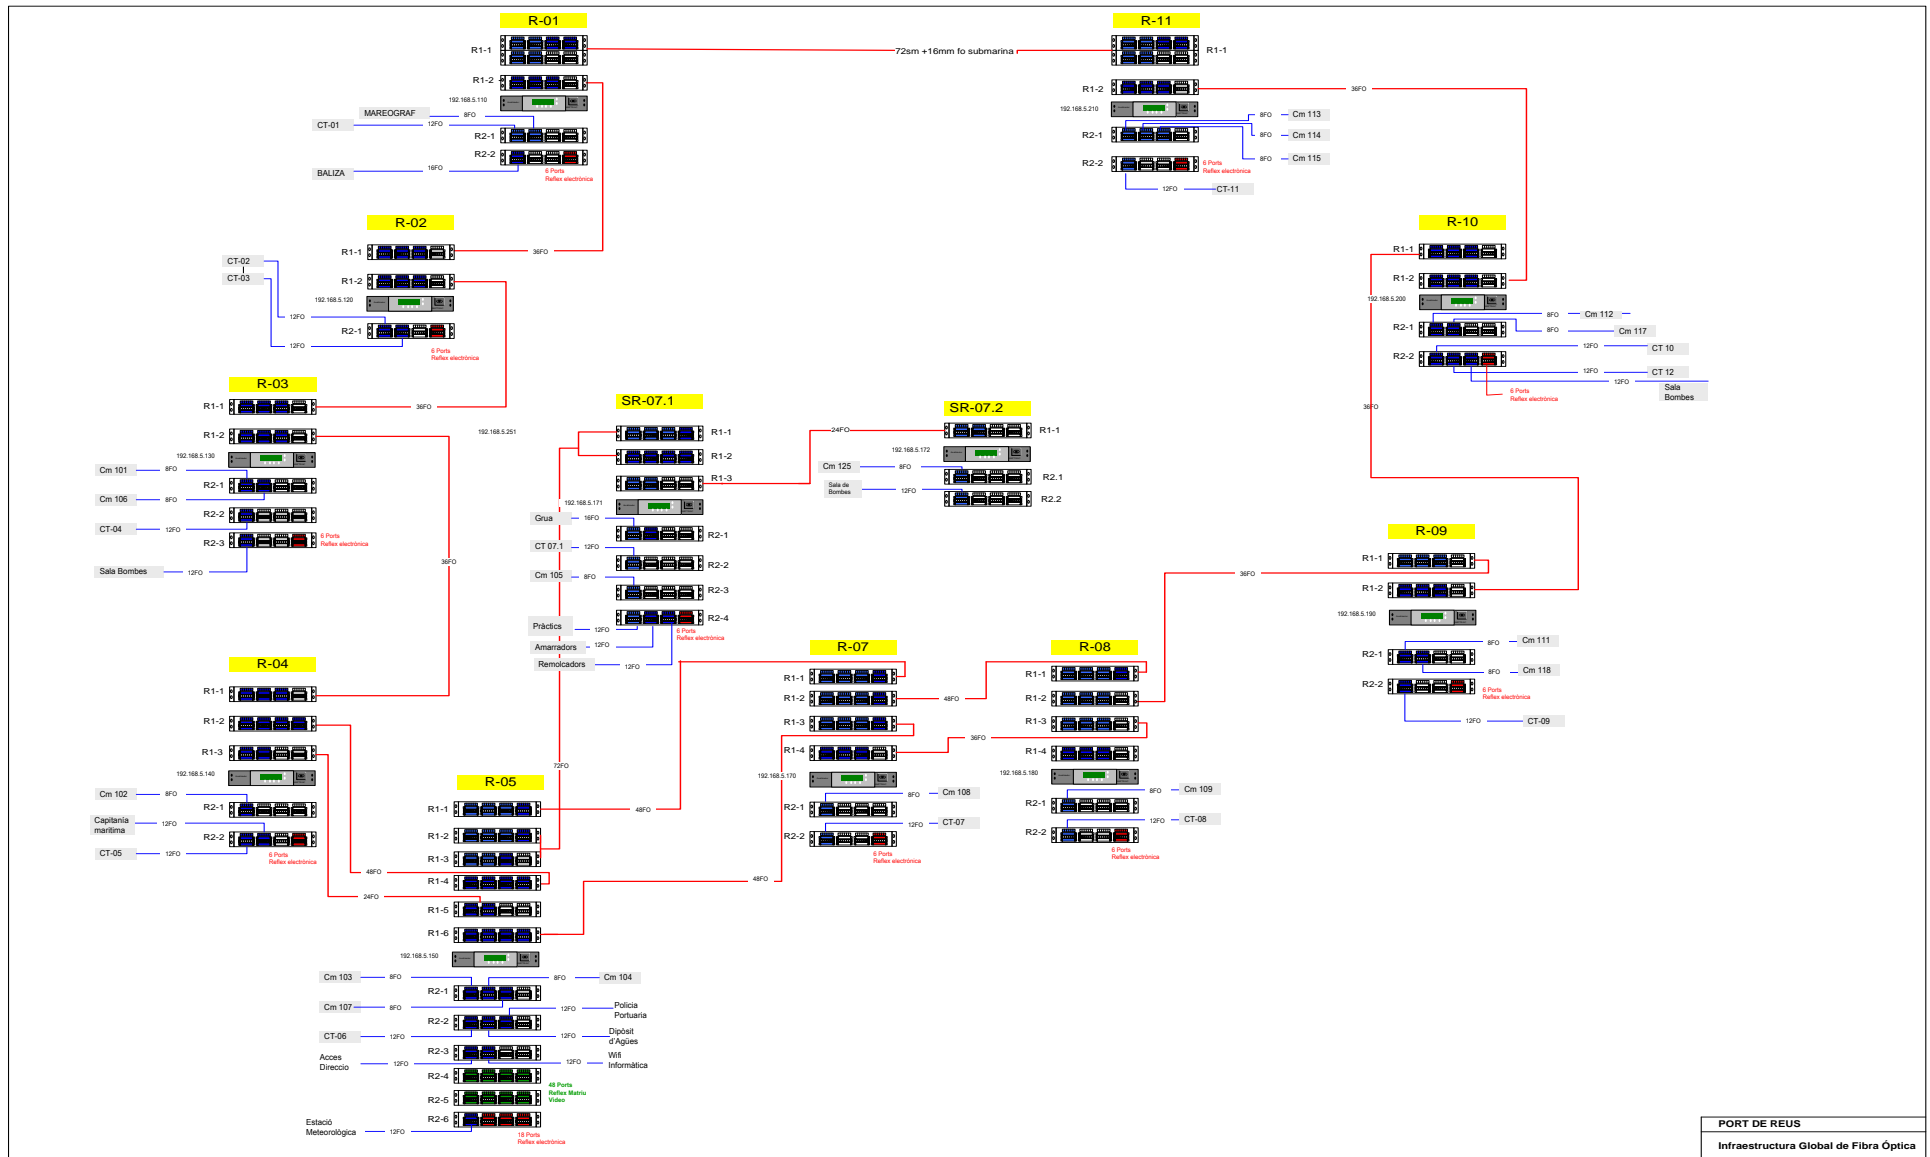 R-01
R1-1
72sm +16mm fo submarina
R-11
R1-1
R1-2
192.168.5.110
MAREOGRAF
8FO
CT-01
12FO
R2-1
R2-2
BALIZA
16FO
6 Ports
Reflex electrònica
R1-2
36FO
192.168.5.210
8FO
Cm 113
R2-1
8FO
Cm 114
8FO
Cm 115
R2-2
6 Ports
Reflex electrònica
12FO
CT-11
R-02
R1-1
36FO
CT-02
CT-03
R1-2
192.168.5.120
12FO
R2-1
12FO
6 Ports
Reflex electrònica
R-10
R1-1
R1-2
192.168.5.200
8FO
Cm 112
R2-1
8FO
Cm 117
12FO
CT 10
R2-2
12FO
CT 12
12FO
Sala
Bombes
6 Ports
Reflex electrònica
36FO
R-03
R1-1
36FO
R1-2
192.168.5.130
Cm 101
8FO
R2-1
Cm 106
8FO
R2-2
CT-04
12FO
R2-3
6 Ports
Reflex electrònica
Sala Bombes
12FO
36FO
SR-07.1
192.168.5.251
R1-1
R1-2
R1-3
192.168.5.171
Grua
16FO
R2-1
CT 07.1
12FO
R2-2
Cm 105
8FO
R2-3
R2-4
Pràctics
12FO
6 Ports
Reflex electrònica
Amarradors
12FO
Remolcadors
12FO
24FO
SR-07.2
R1-1
192.168.5.172
Cm 125
8FO
R2.1
Sala de
Bombes
12FO
R2.2
R-09
R1-1
36FO
R1-2
192.168.5.190
8FO
Cm 111
R2-1
8FO
Cm 118
R2-2
6 Ports
Reflex electrònica
12FO
CT-09
R-04
R1-1
R1-2
R1-3
192.168.5.140
Cm 102
8FO
R2-1
Capitania
maritima
12FO
R2-2
CT-05
12FO
6 Ports
Reflex electrònica
48FO
24FO
R-07
R1-1
R1-2
48FO
R1-3
R1-4
36FO
192.168.5.170
8FO
Cm 108
R2-1
12FO
CT-07
R2-2
6 Ports
Reflex electrònica
R-08
R1-1
R1-2
R1-3
R1-4
192.168.5.180
8FO
Cm 109
R2-1
12FO
CT-08
R2-2
6 Ports
Reflex electrònica
72FO
R-05
R1-1
48FO
R1-2
R1-3
R1-4
48FO
R1-5
R1-6
192.168.5.150
Cm 103
8FO
8FO
Cm 104
R2-1
Cm 107
8FO
12FO
Policia
Portuaria
R2-2
CT-06
12FO
12FO
Dipòsit
d'Agües
R2-3
Acces
Direccio
12FO
12FO
Wifi
Informàtica
R2-4
48 Ports
Reflex Matriu
Video
R2-5
R2-6
Estació
Meteorològica
12FO
18 Ports
Reflex electrònica
PORT DE REUS
Infraestructura Global de Fibra Óptica